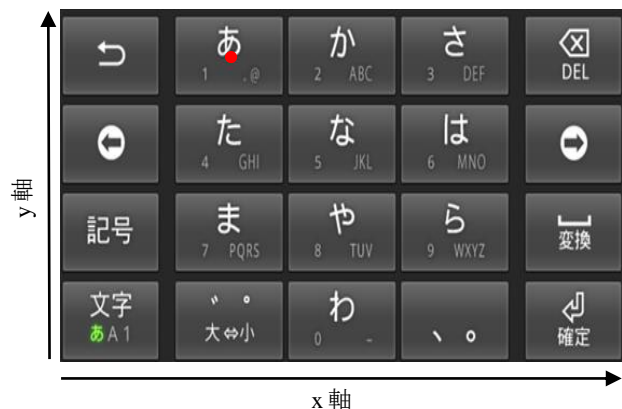 あ か さ
1 .@ 2 ABC 3 DEF DEL
た な は
4 GHI 5 JKL 6 MNO
記号 ま や ら 変換
7 PQRS 8 TUV 9 WXYZ
文字 ゛ ゜ わ 、 。 確定
あA1 大⇔小 0 -
y 軸
x 軸